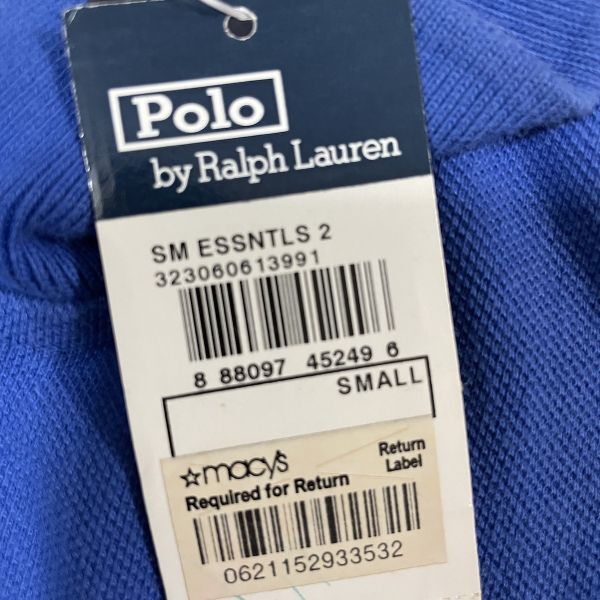 Polo
by Ralph Lauren
SM ESSNTLS 2
323060613991
8 88097 45249 6
SMALL
☆macy's Return
Label
Required for Return
0621152933532